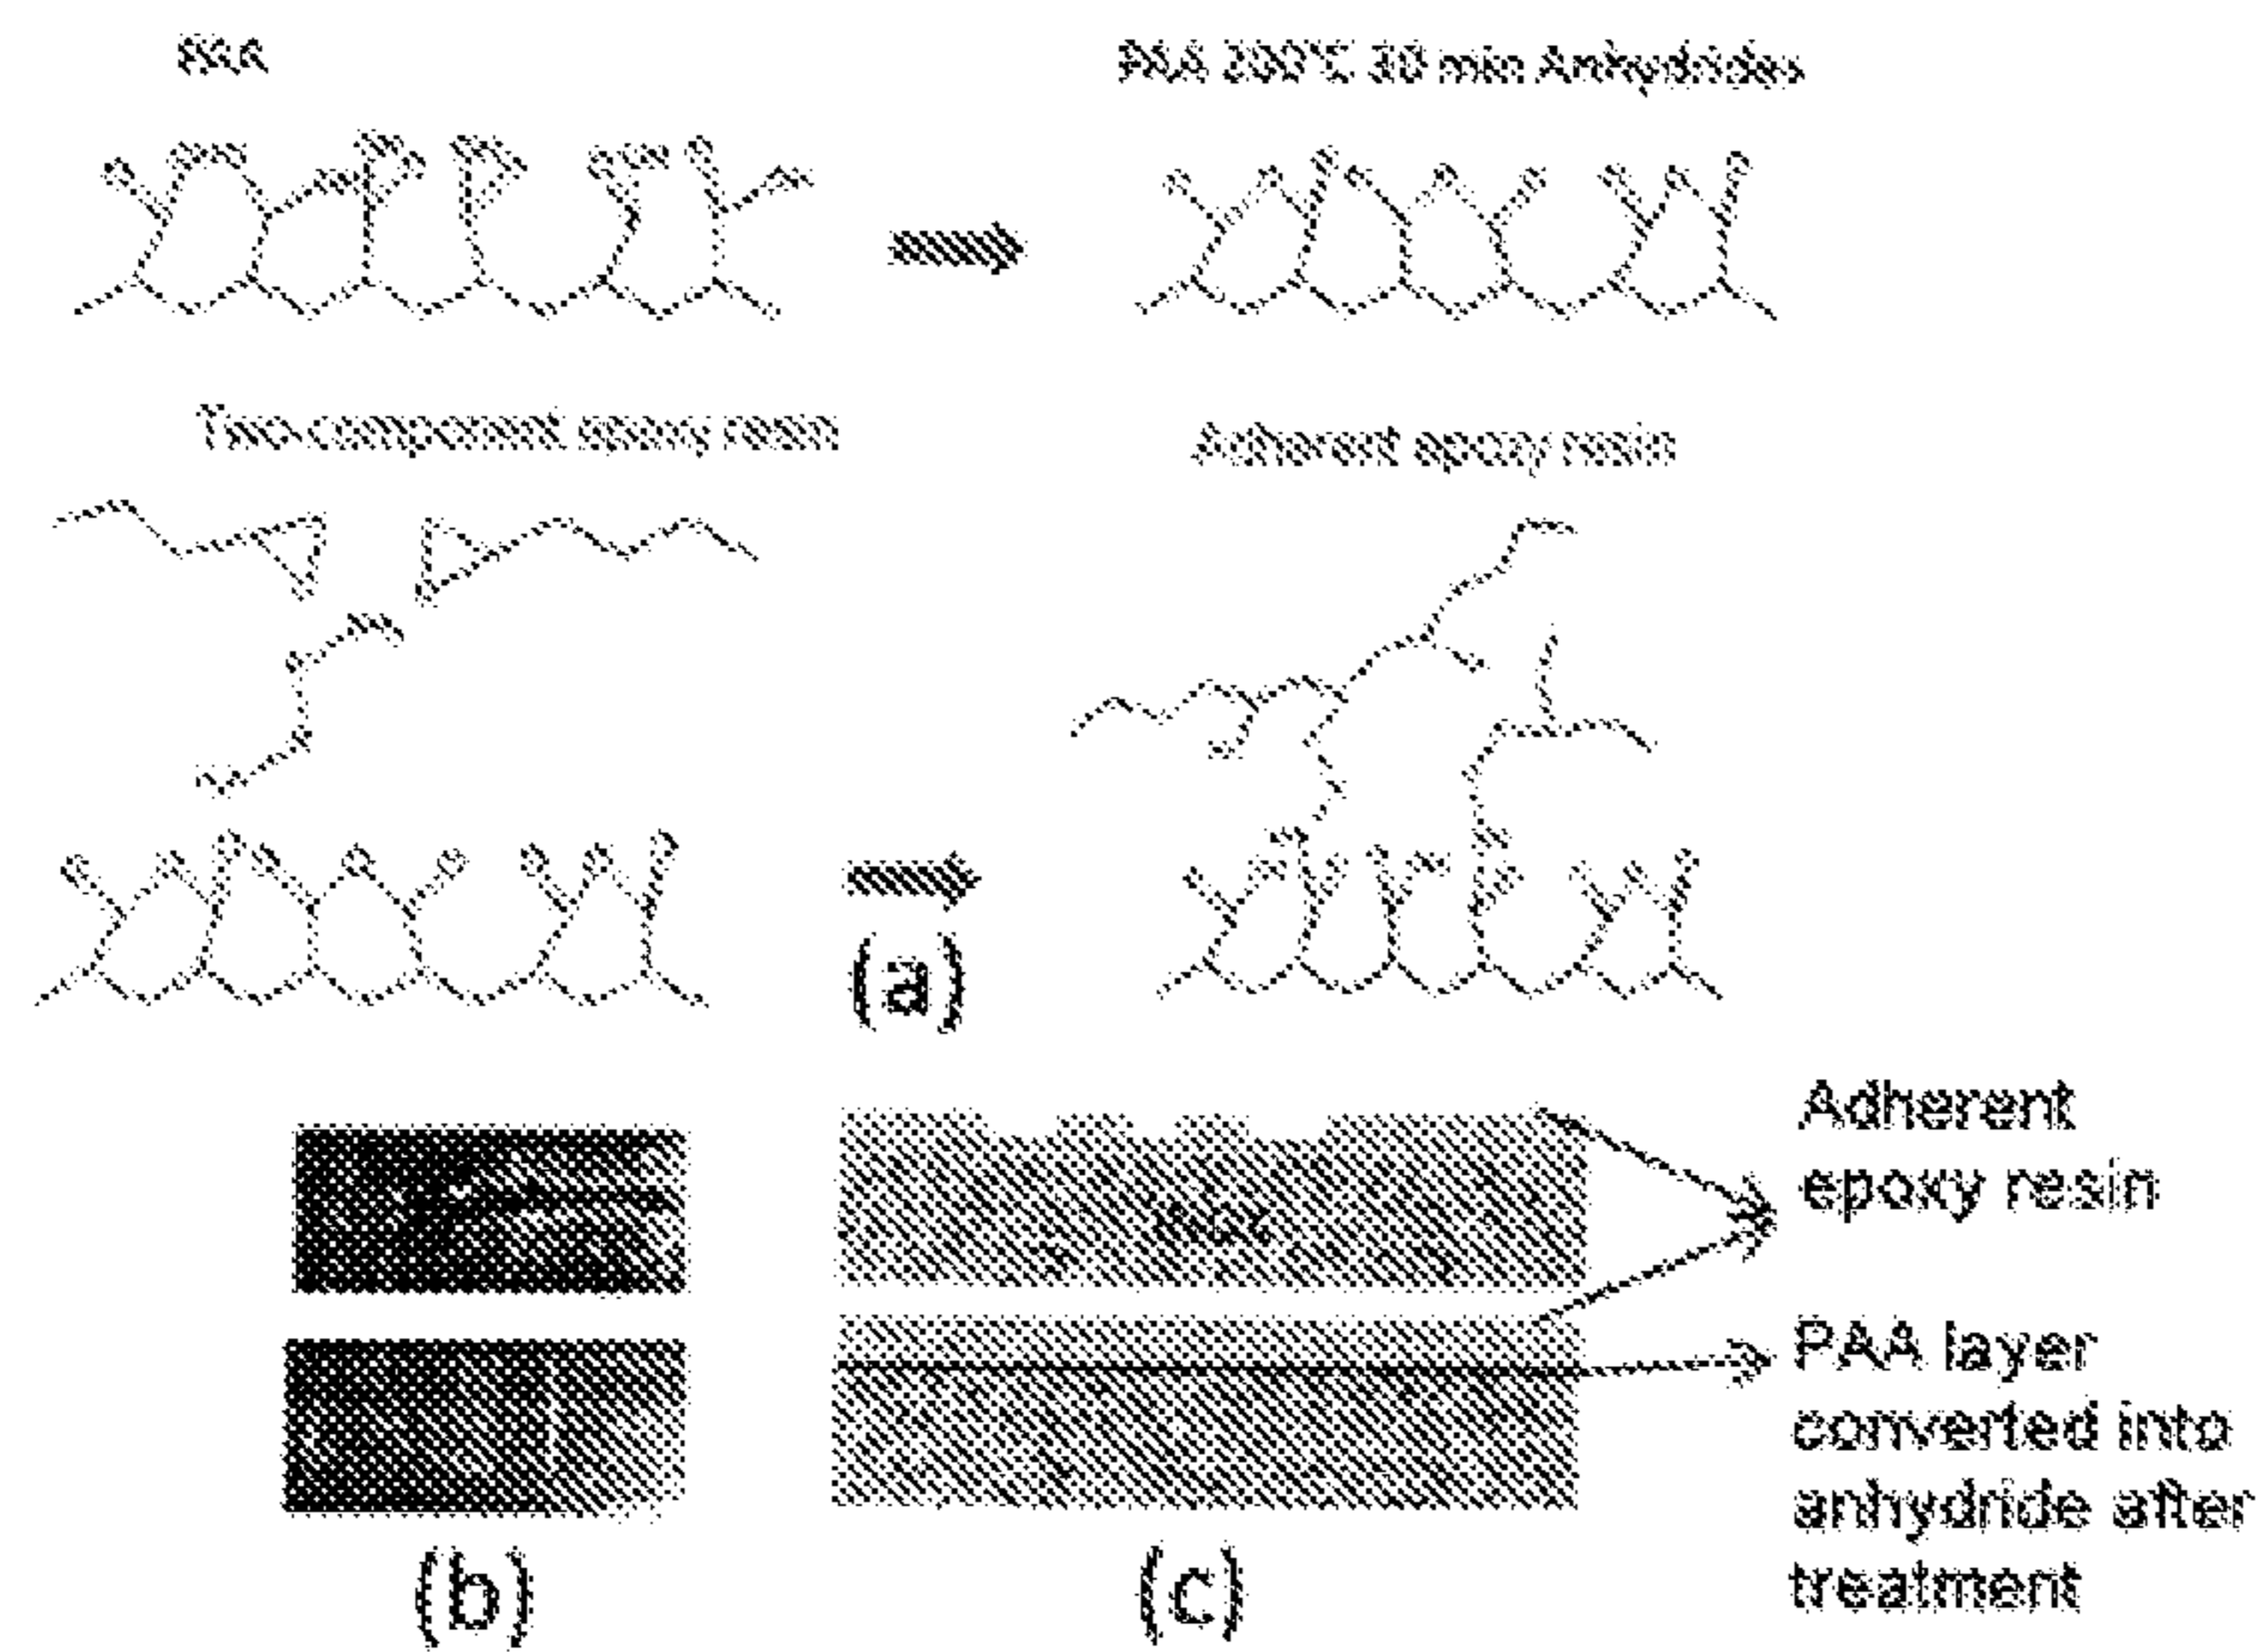 PAA
PAA 200°C 30 min Anhydrides
Two-component epoxy resin
Adherent epoxy resin
(a)
Adherent
epoxy resin
PAA layer
converted into
anhydride after
treatment
(b)
(c)